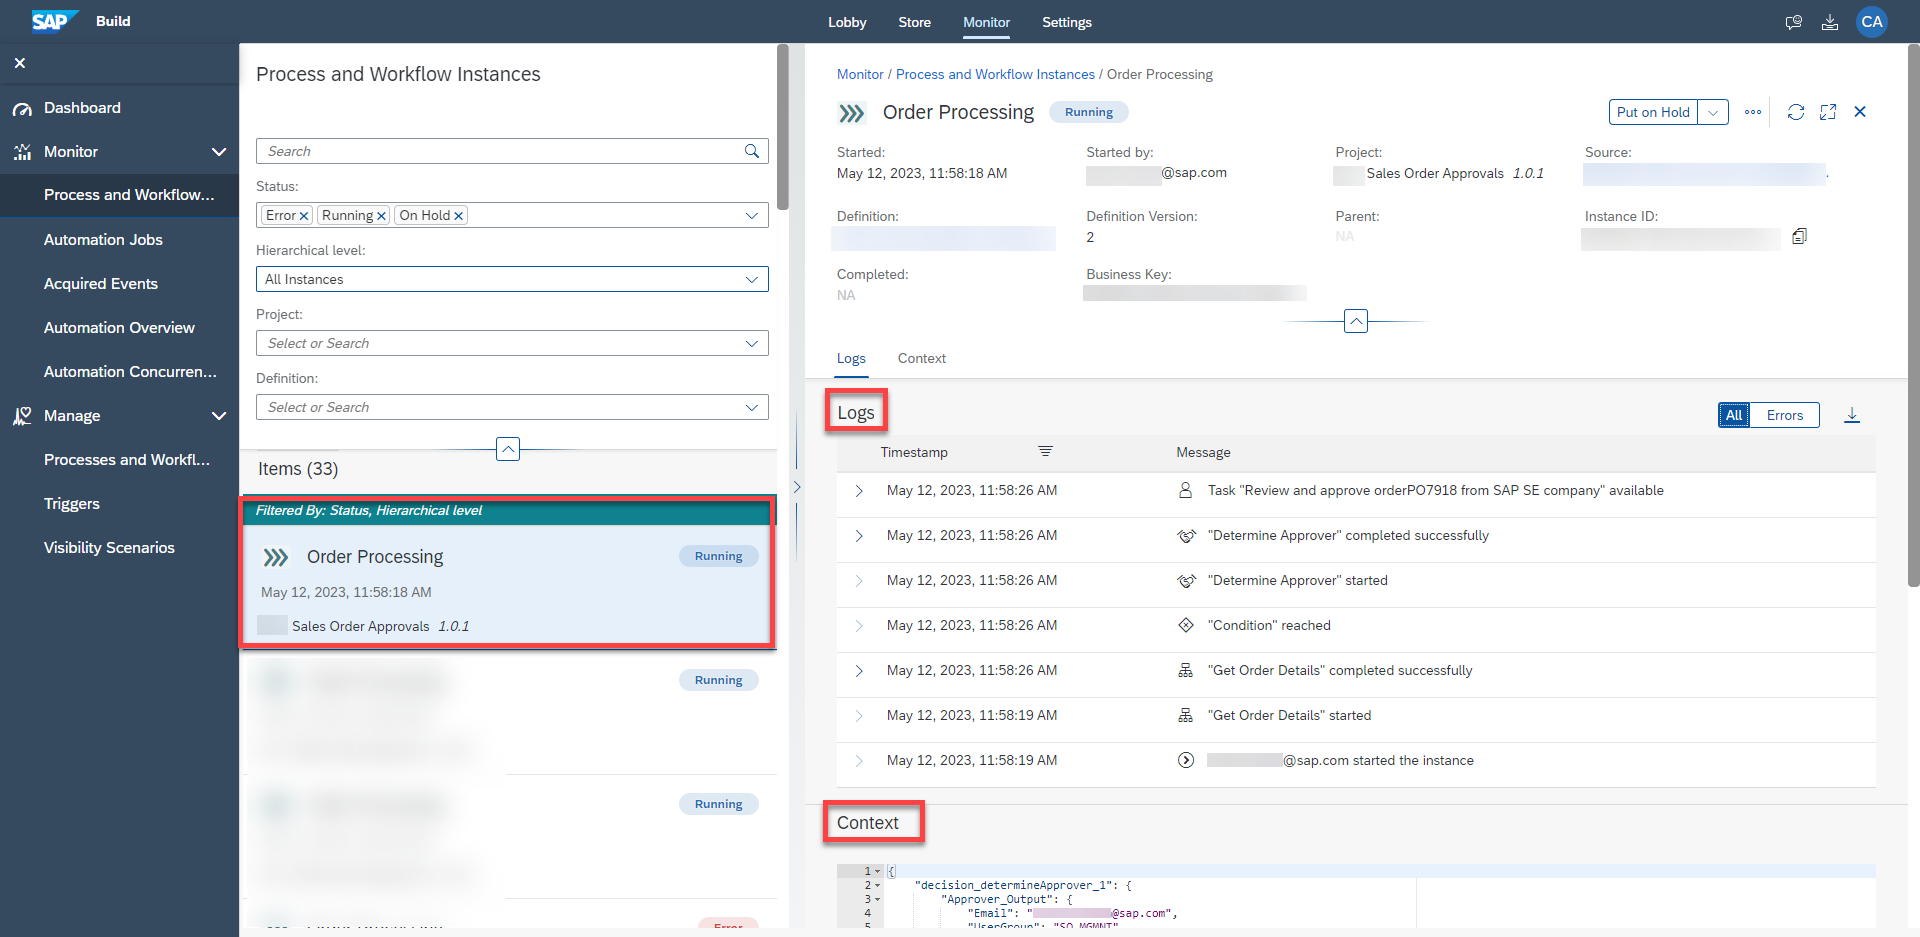 SAP Build
Lobby Store Monitor Settings
CA
Dashboard
Monitor
Process and Workflow...
Automation Jobs
Acquired Events
Automation Overview
Automation Concurren...
Manage
Processes and Workfl...
Triggers
Visibility Scenarios
Process and Workflow Instances
Search
Status:
Error Running On Hold
Hierarchical level:
All Instances
Project:
Select or Search
Definition:
Select or Search
Items (33)
Filtered By: Status, Hierarchical level
Order Processing Running
May 12, 2023, 11:58:18 AM
Sales Order Approvals 1.0.1
Running
Running
Error
Monitor / Process and Workflow Instances / Order Processing
Order Processing Running
Put on Hold
Started: Started by: Project: Source:
May 12, 2023, 11:58:18 AM @sap.com Sales Order Approvals 1.0.1
Definition: Definition Version: Parent: Instance ID:
2 NA
Completed: Business Key:
NA
Logs Context
Logs
All Errors
Timestamp Message
May 12, 2023, 11:58:26 AM Task "Review and approve orderPO7918 from SAP SE company" available
May 12, 2023, 11:58:26 AM "Determine Approver" completed successfully
May 12, 2023, 11:58:26 AM "Determine Approver" started
May 12, 2023, 11:58:26 AM "Condition" reached
May 12, 2023, 11:58:26 AM "Get Order Details" completed successfully
May 12, 2023, 11:58:19 AM "Get Order Details" started
May 12, 2023, 11:58:19 AM @sap.com started the instance
Context
1 {
2 "decision_determineApprover_1": {
3 "Approver_Output": {
4 "Email": "@sap.com",
5 "UserGroup": "SO_MGMNT"